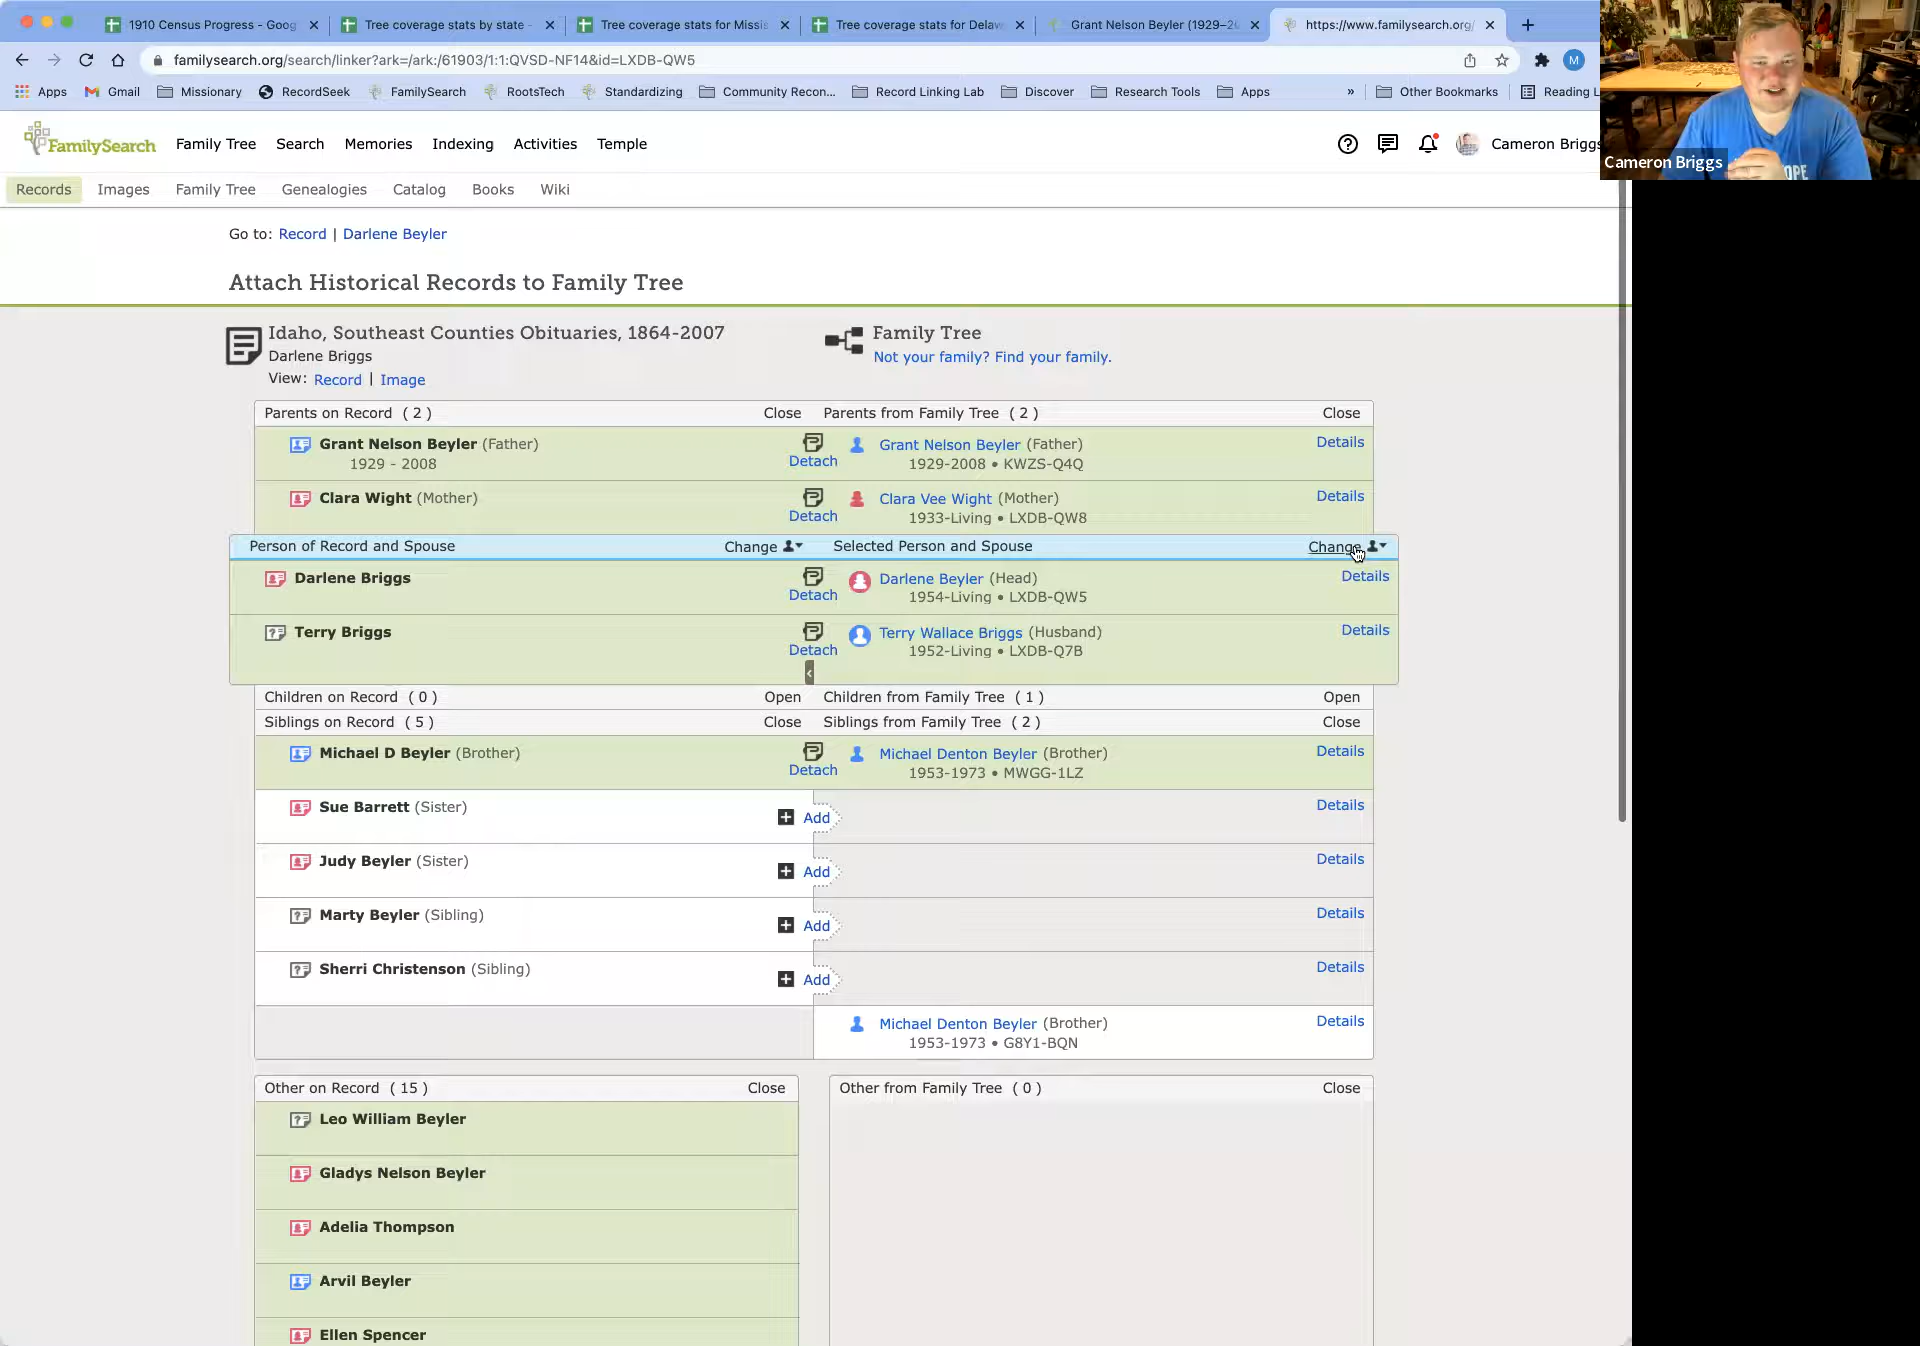 1910 Census Progress - Goog
Tree coverage stats by state -
Tree coverage stats for Missis
Tree coverage stats for Delaw
Grant Nelson Beyler (1929–20
https://www.familysearch.org/
familysearch.org/search/linker?ark=/ark:/61903/1:1:QVSD-NF14&id=LXDB-QW5
M
Apps Gmail Missionary RecordSeek FamilySearch RootsTech Standardizing Community Recon... Record Linking Lab Discover Research Tools Apps » Other Bookmarks Reading L
FamilySearch Family Tree Search Memories Indexing Activities Temple Cameron Briggs
Cameron Briggs
Records Images Family Tree Genealogies Catalog Books Wiki
Go to: Record | Darlene Beyler
Attach Historical Records to Family Tree
Idaho, Southeast Counties Obituaries, 1864-2007
Darlene Briggs
View: Record | Image
Family Tree
Not your family? Find your family.
Parents on Record ( 2 ) Close Parents from Family Tree ( 2 ) Close
Grant Nelson Beyler (Father) Grant Nelson Beyler (Father) Details
1929 - 2008 Detach 1929-2008 • KWZS-Q4Q
Clara Wight (Mother) Clara Vee Wight (Mother) Details
Detach 1933-Living • LXDB-QW8
Person of Record and Spouse Change Selected Person and Spouse Change
Darlene Briggs Darlene Beyler (Head) Details
Detach 1954-Living • LXDB-QW5
Terry Briggs Terry Wallace Briggs (Husband) Details
Detach 1952-Living • LXDB-Q7B
Children on Record ( 0 ) Open Children from Family Tree ( 1 ) Open
Siblings on Record ( 5 ) Close Siblings from Family Tree ( 2 ) Close
Michael D Beyler (Brother) Michael Denton Beyler (Brother) Details
Detach 1953-1973 • MWGG-1LZ
Sue Barrett (Sister) Add Details
Judy Beyler (Sister) Add Details
Marty Beyler (Sibling) Add Details
Sherri Christenson (Sibling) Add Details
Michael Denton Beyler (Brother) Details
1953-1973 • G8Y1-BQN
Other on Record ( 15 ) Close Other from Family Tree ( 0 ) Close
Leo William Beyler
Gladys Nelson Beyler
Adelia Thompson
Arvil Beyler
Ellen Spencer